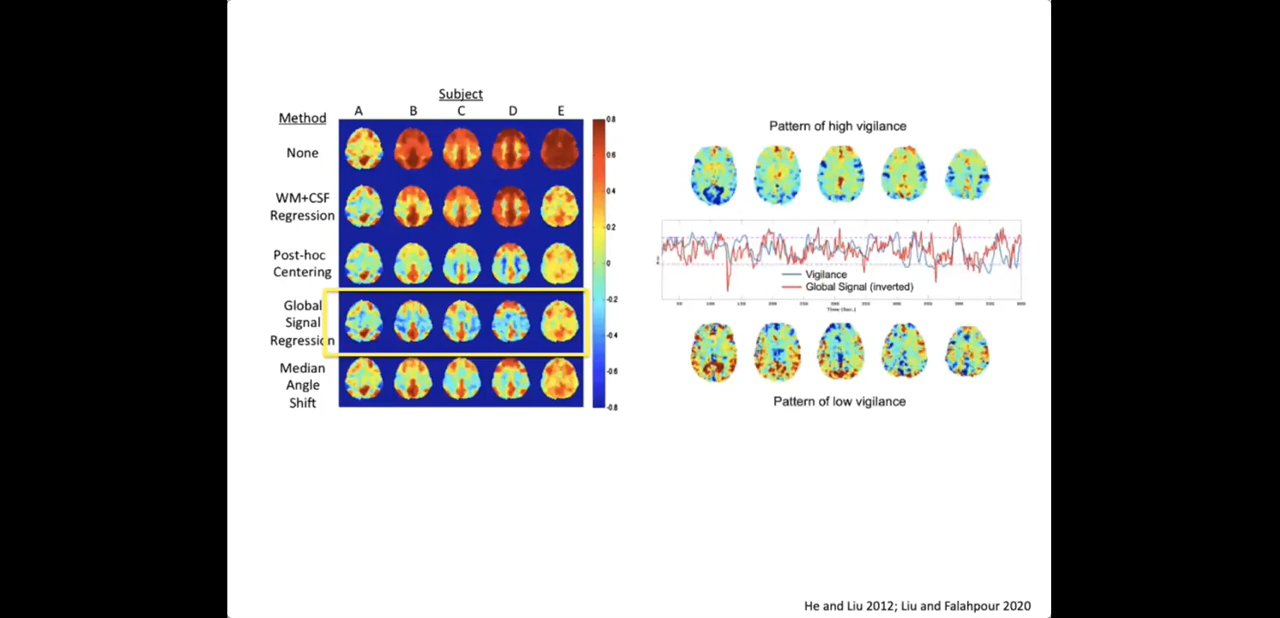 Subject
Method
A B C D E
None
WM+CSF
Regression
Post-hoc
Centering
Global
Signal
Regression
Median
Angle
Shift
0.8
0.6
0.4
0.2
0
-0.2
-0.4
-0.6
-0.8
Pattern of high vigilance
Vigilance
Global Signal (inverted)
Time (Sec.)
Pattern of low vigilance
He and Liu 2012; Liu and Falahpour 2020